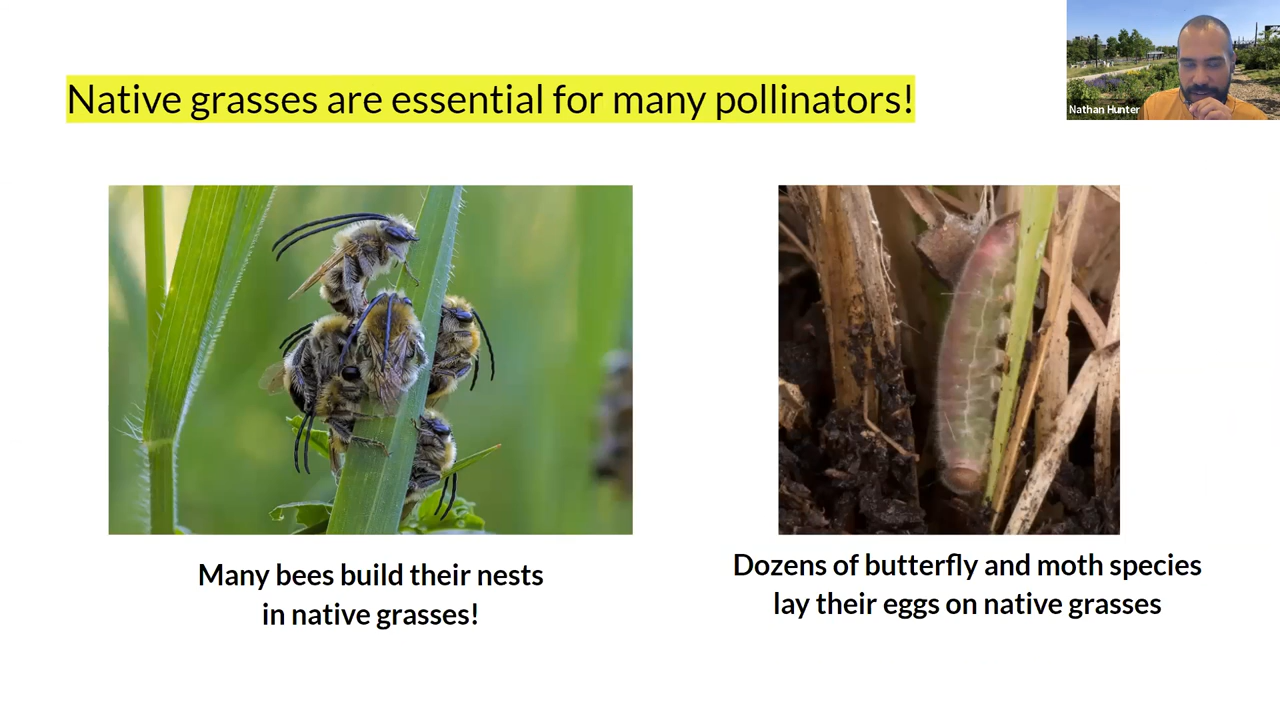 Native grasses are essential for many pollinators!
Nathan Hunter
Many bees build their nests
in native grasses!
Dozens of butterfly and moth species
lay their eggs on native grasses